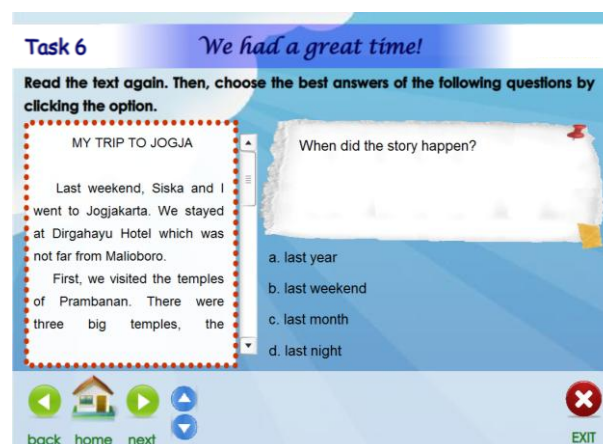 Task 6
We had a great time!
Read the text again. Then, choose the best answers of the following questions by
clicking the option.
MY TRIP TO JOGJA
Last weekend, Siska and I
went to Jogjakarta. We stayed
at Dirgahayu Hotel which was
not far from Malioboro.
First, we visited the temples
of Prambanan. There were
three big temples, the
When did the story happen?
a. last year
b. last weekend
c. last month
d. last night
back home next
EXIT